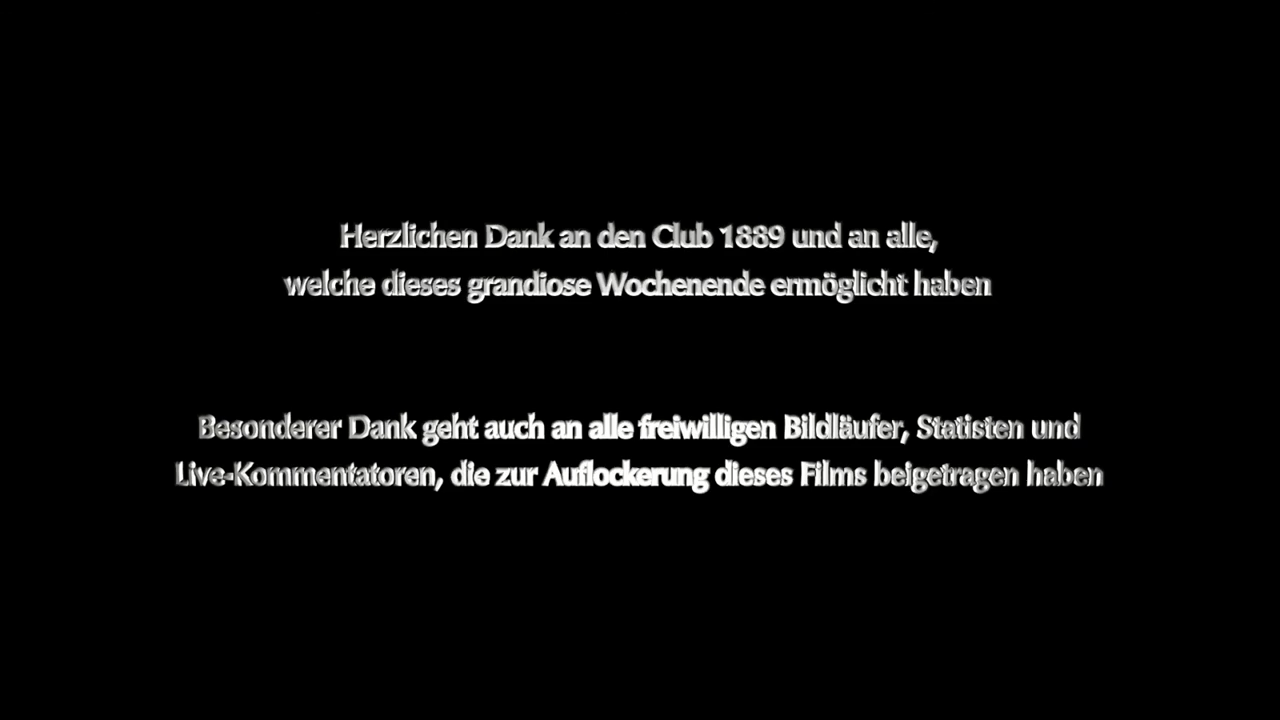 Herzlichen Dank an den Club 1889 und an alle,
welche dieses grandiose Wochenende ermöglicht haben
Besonderer Dank geht auch an alle freiwilligen Bildläufer, Statisten und
Live-Kommentatoren, die zur Auflockerung dieses Films beigetragen haben